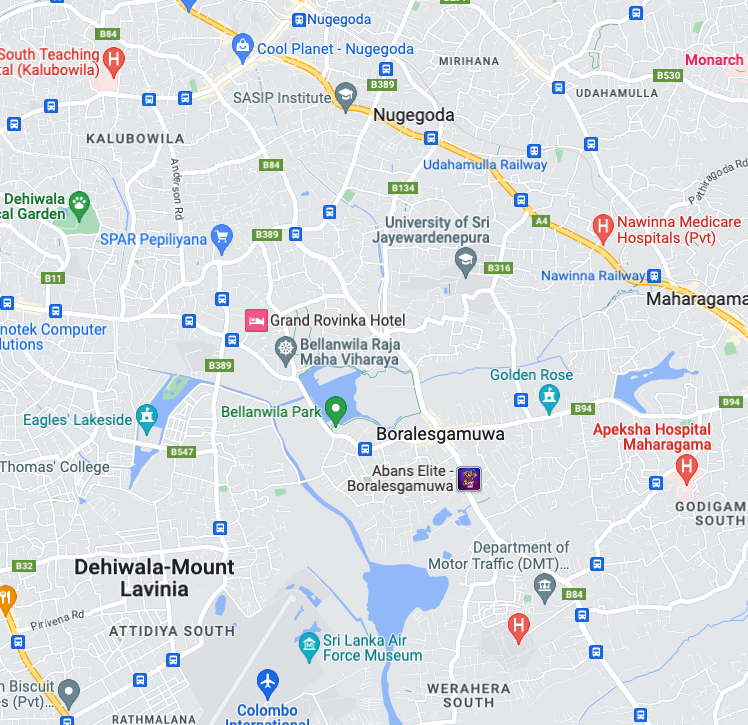 Nugegoda
B84
Cool Planet - Nugegoda
South Teaching
(Kalubowila)
MIRIHANA
Monarch
B530
B389
UDAHAMULLA
SASIP Institute
Nugegoda
KALUBOWILA
Anderson Rd
B84
Udahamulla Railway
Pathiragoda Rd
B134
Dehiwala
Garden
A4
University of Sri
Jayewardenepura
Nawinna Medicare
Hospitals (Pvt)
SPAR Pepiliyana
B389
B316
B11
Nawinna Railway
Maharagama
Computer
Grand Rovinka Hotel
Bellanwila Raja
Maha Viharaya
B389
Golden Rose
B94
B94
Bellanwila Park
Eagles' Lakeside
Boralesgamuwa
Apeksha Hospital
Maharagama
B547
Thomas' College
Abans Elite -
Boralesgamuwa
GODIGAM
SOUTH
Department of
Motor Traffic (DMT)...
B32
Dehiwala-Mount
Lavinia
B84
Pirivena Rd
ATTIDIYA SOUTH
Sri Lanka Air
Force Museum
Biscuit
(Pvt)...
WERAHERA
SOUTH
Colombo
International
RATHMALANA